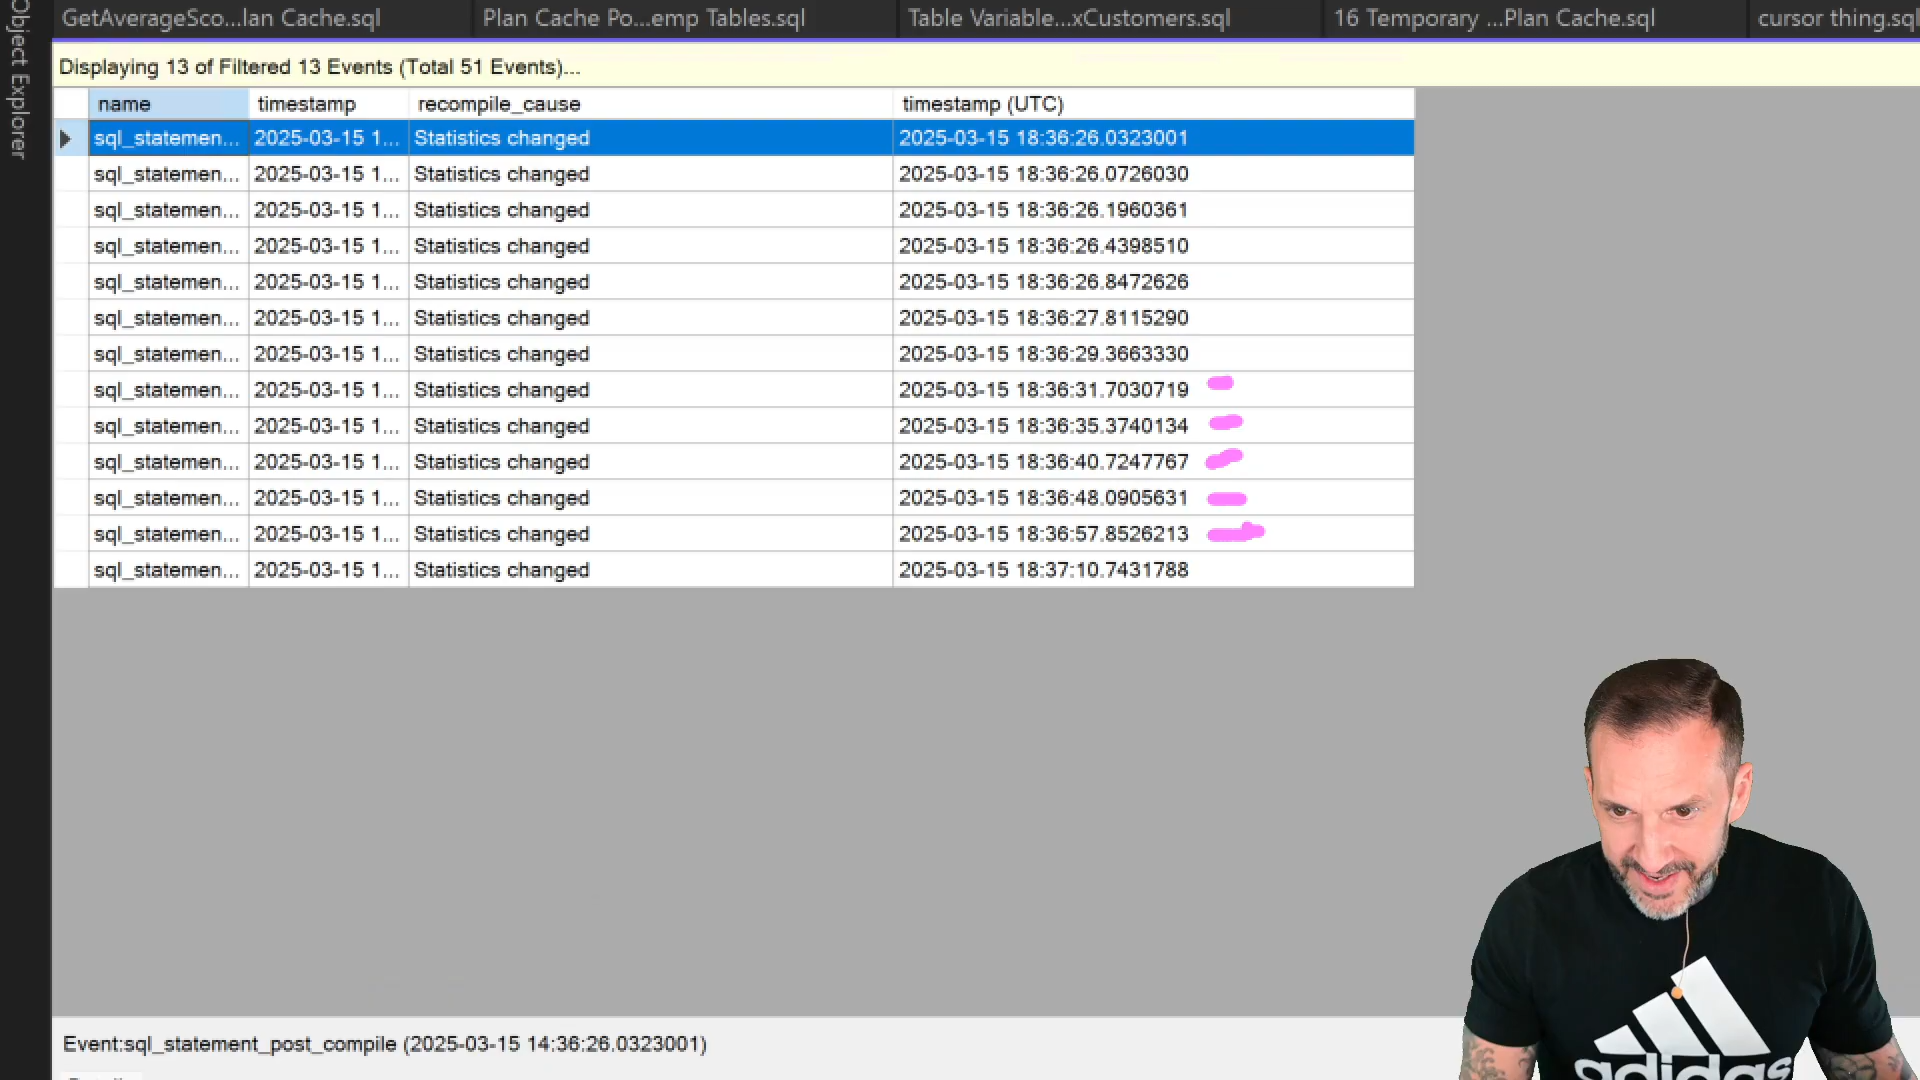 Object Explorer
GetAverageSco...lan Cache.sql
Plan Cache Po...emp Tables.sql
Table Variable...xCustomers.sql
16 Temporary ...Plan Cache.sql
cursor thing.sql
Displaying 13 of Filtered 13 Events (Total 51 Events)...
name timestamp recompile_cause timestamp (UTC)
sql_statemen... 2025-03-15 1... Statistics changed 2025-03-15 18:36:26.0323001
sql_statemen... 2025-03-15 1... Statistics changed 2025-03-15 18:36:26.0726030
sql_statemen... 2025-03-15 1... Statistics changed 2025-03-15 18:36:26.1960361
sql_statemen... 2025-03-15 1... Statistics changed 2025-03-15 18:36:26.4398510
sql_statemen... 2025-03-15 1... Statistics changed 2025-03-15 18:36:26.8472626
sql_statemen... 2025-03-15 1... Statistics changed 2025-03-15 18:36:27.8115290
sql_statemen... 2025-03-15 1... Statistics changed 2025-03-15 18:36:29.3663330
sql_statemen... 2025-03-15 1... Statistics changed 2025-03-15 18:36:31.7030719
sql_statemen... 2025-03-15 1... Statistics changed 2025-03-15 18:36:35.3740134
sql_statemen... 2025-03-15 1... Statistics changed 2025-03-15 18:36:40.7247767
sql_statemen... 2025-03-15 1... Statistics changed 2025-03-15 18:36:48.0905631
sql_statemen... 2025-03-15 1... Statistics changed 2025-03-15 18:36:57.8526213
sql_statemen... 2025-03-15 1... Statistics changed 2025-03-15 18:37:10.7431788
Event:sql_statement_post_compile (2025-03-15 14:36:26.0323001)
adidas